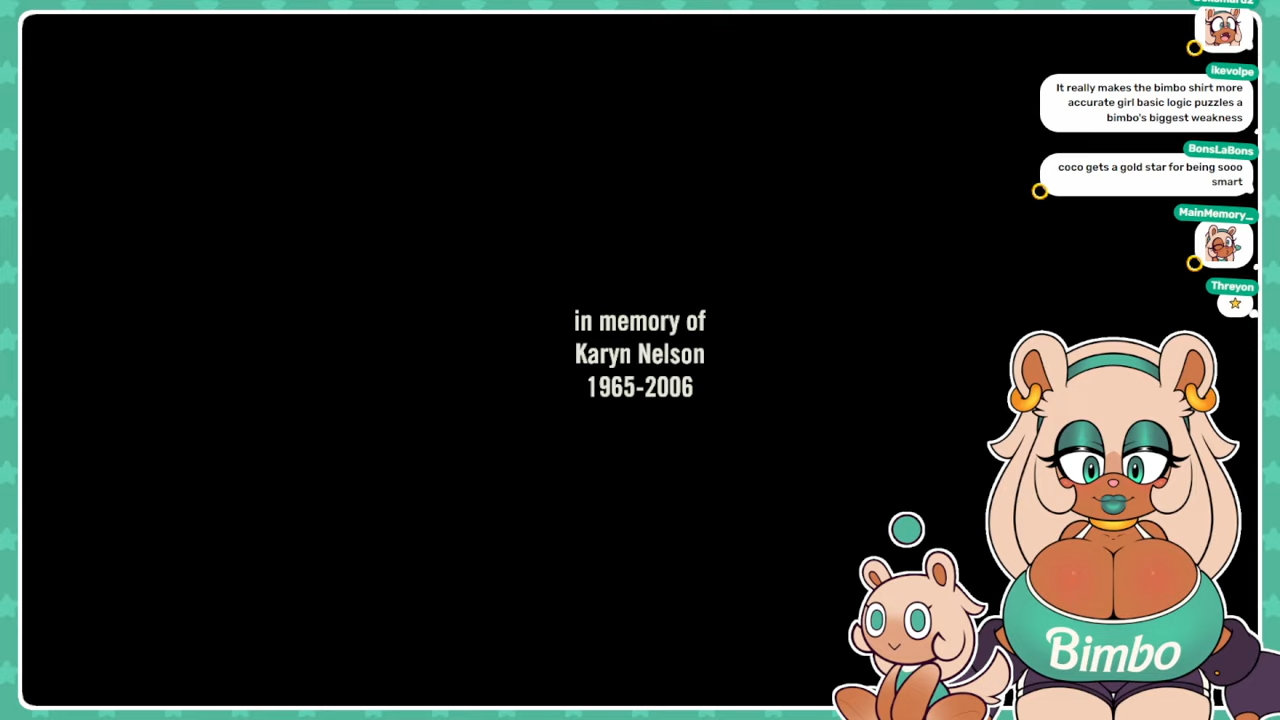 ikevolpe
It really makes the bimbo shirt more
accurate girl basic logic puzzles a
bimbo's biggest weakness
BonsLaBons
coco gets a gold star for being sooo
smart
MainMemory_
Threyon
in memory of
Karyn Nelson
1965-2006
Bimbo